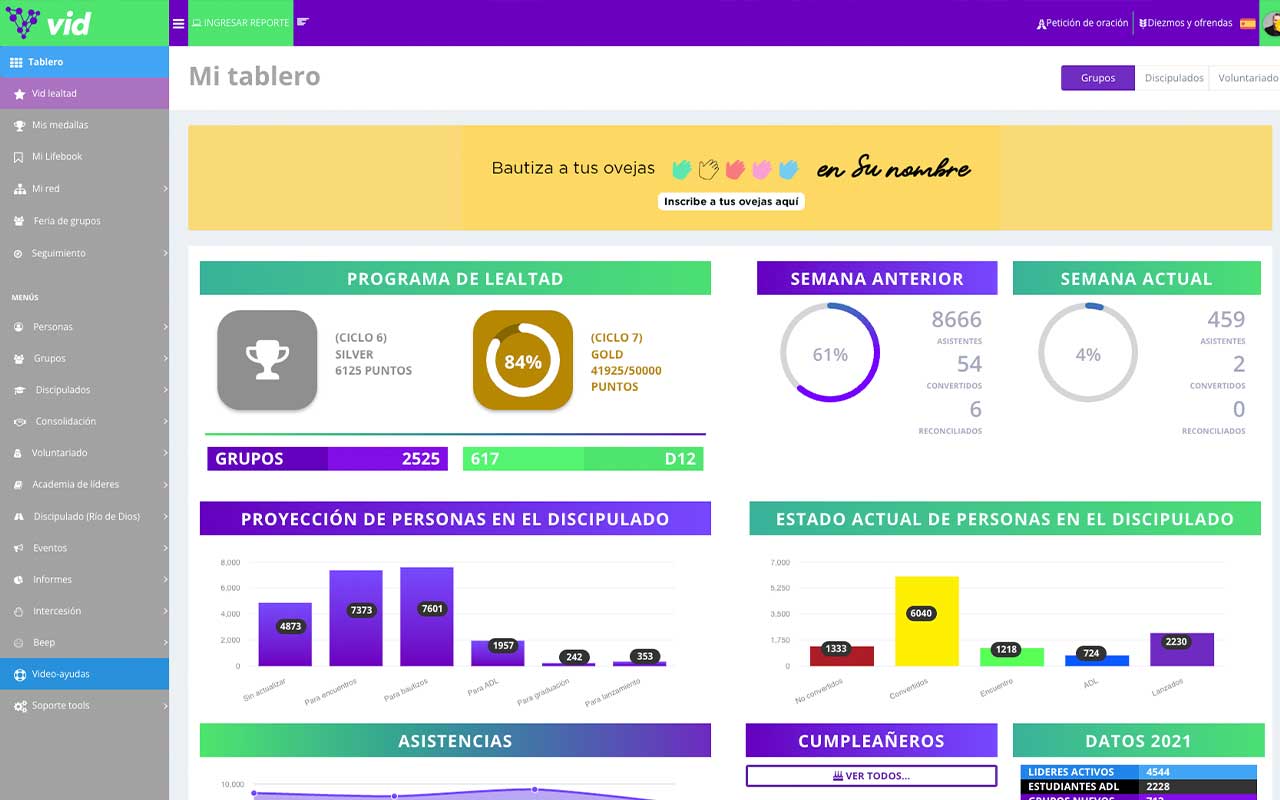 vid
INGRESAR REPORTE
Petición de oración
Diezmos y ofrendas
Tablero
Vid lealtad
Mis medallas
Mi Lifebook
Mi red
Feria de grupos
Seguimiento
MENÚS
Personas
Grupos
Discipulados
Consolidación
Voluntariado
Academia de líderes
Discipulado (Río de Dios)
Eventos
Informes
Intercesión
Beep
Video-ayudas
Soporte tools
Mi tablero
Grupos
Discipulados
Voluntariado
Bautiza a tus ovejas en Su nombre
Inscribe a tus ovejas aquí
PROGRAMA DE LEALTAD
(CICLO 6)
SILVER
6125 PUNTOS
84%
(CICLO 7)
GOLD
41925/50000
PUNTOS
GRUPOS 2525
617 D12
SEMANA ANTERIOR
61%
8666
ASISTENTES
54
CONVERTIDOS
6
RECONCILIADOS
SEMANA ACTUAL
4%
459
ASISTENTES
2
CONVERTIDOS
0
RECONCILIADOS
PROYECCIÓN DE PERSONAS EN EL DISCIPULADO
8,000
6,000
4,000
2,000
0
4873
7373
7601
1957
242
353
Sin actualizar
Para encuentros
Para bautizos
Para ADL
Para graduación
Para lanzamiento
ESTADO ACTUAL DE PERSONAS EN EL DISCIPULADO
7,000
5,250
3,500
1,750
0
1333
6040
1218
724
2230
No convertidos
Convertidos
Encuentro
ADL
Lanzados
ASISTENCIAS
10,000
CUMPLEAÑEROS
VER TODOS...
DATOS 2021
LIDERES ACTIVOS 4544
ESTUDIANTES ADL 2228
GRUPOS NUEVOS 712